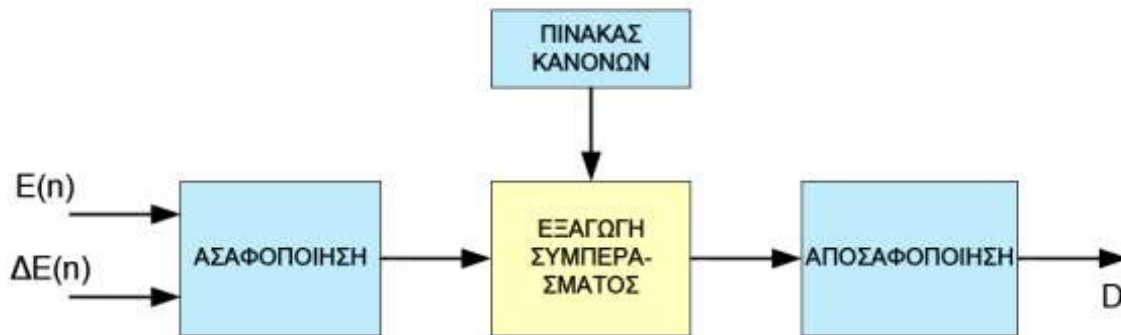 ΠΙΝΑΚΑΣ
ΚΑΝΟΝΩΝ
E(n)
ΔE(n)
ΑΣΑΦΟΠΟΙΗΣΗ
ΕΞΑΓΩΓΗ
ΣΥΜΠΕΡΑ-
ΣΜΑΤΟΣ
ΑΠΟΣΑΦΟΠΟΙΗΣΗ
D